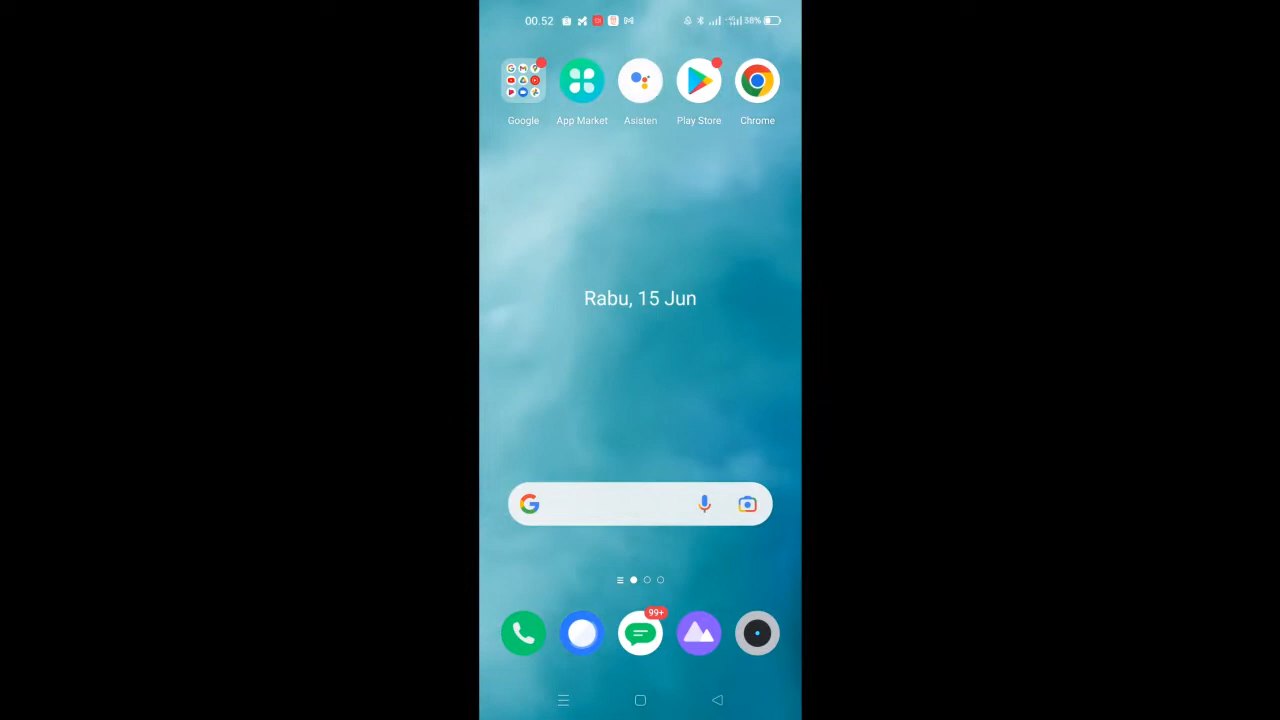 00.52
58%
Google
App Market
Asisten
Play Store
Chrome
Rabu, 15 Jun
99+